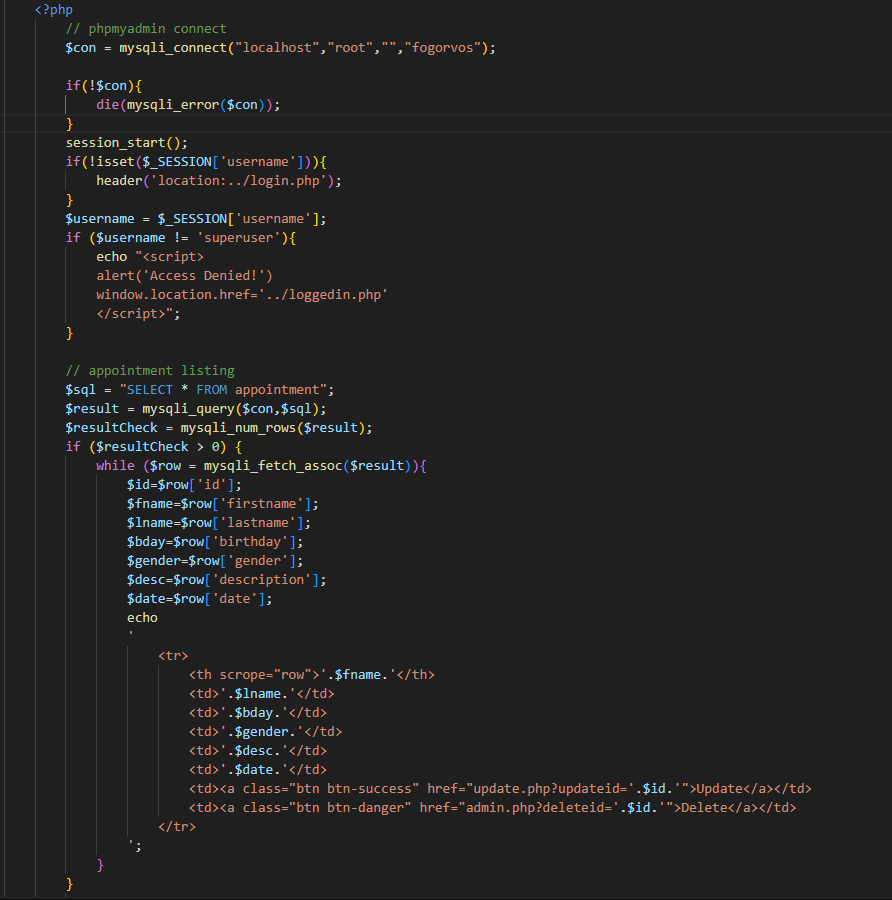 <?php
// phpmyadmin connect
$con = mysqli_connect("localhost","root","","fogorvos");
if(!$con){
die(mysqli_error($con));
}
session_start();
if(!isset($_SESSION['username'])){
header('location:../login.php');
}
$username = $_SESSION['username'];
if ($username != 'superuser'){
echo "<script>
alert('Access Denied!')
window.location.href='../loggedin.php'
</script>";
}
// appointment listing
$sql = "SELECT * FROM appointment";
$result = mysqli_query($con,$sql);
$resultCheck = mysqli_num_rows($result);
if ($resultCheck > 0) {
while ($row = mysqli_fetch_assoc($result)){
$id=$row['id'];
$fname=$row['firstname'];
$lname=$row['lastname'];
$bday=$row['birthday'];
$gender=$row['gender'];
$desc=$row['description'];
$date=$row['date'];
echo
'
<tr>
<th scrope="row">'.$fname.'</th>
<td>'.$lname.'</td>
<td>'.$bday.'</td>
<td>'.$gender.'</td>
<td>'.$desc.'</td>
<td>'.$date.'</td>
<td><a class="btn btn-success" href="update.php?updateid='.$id.'">Update</a></td>
<td><a class="btn btn-danger" href="admin.php?deleteid='.$id.'">Delete</a></td>
</tr>
';
}
}